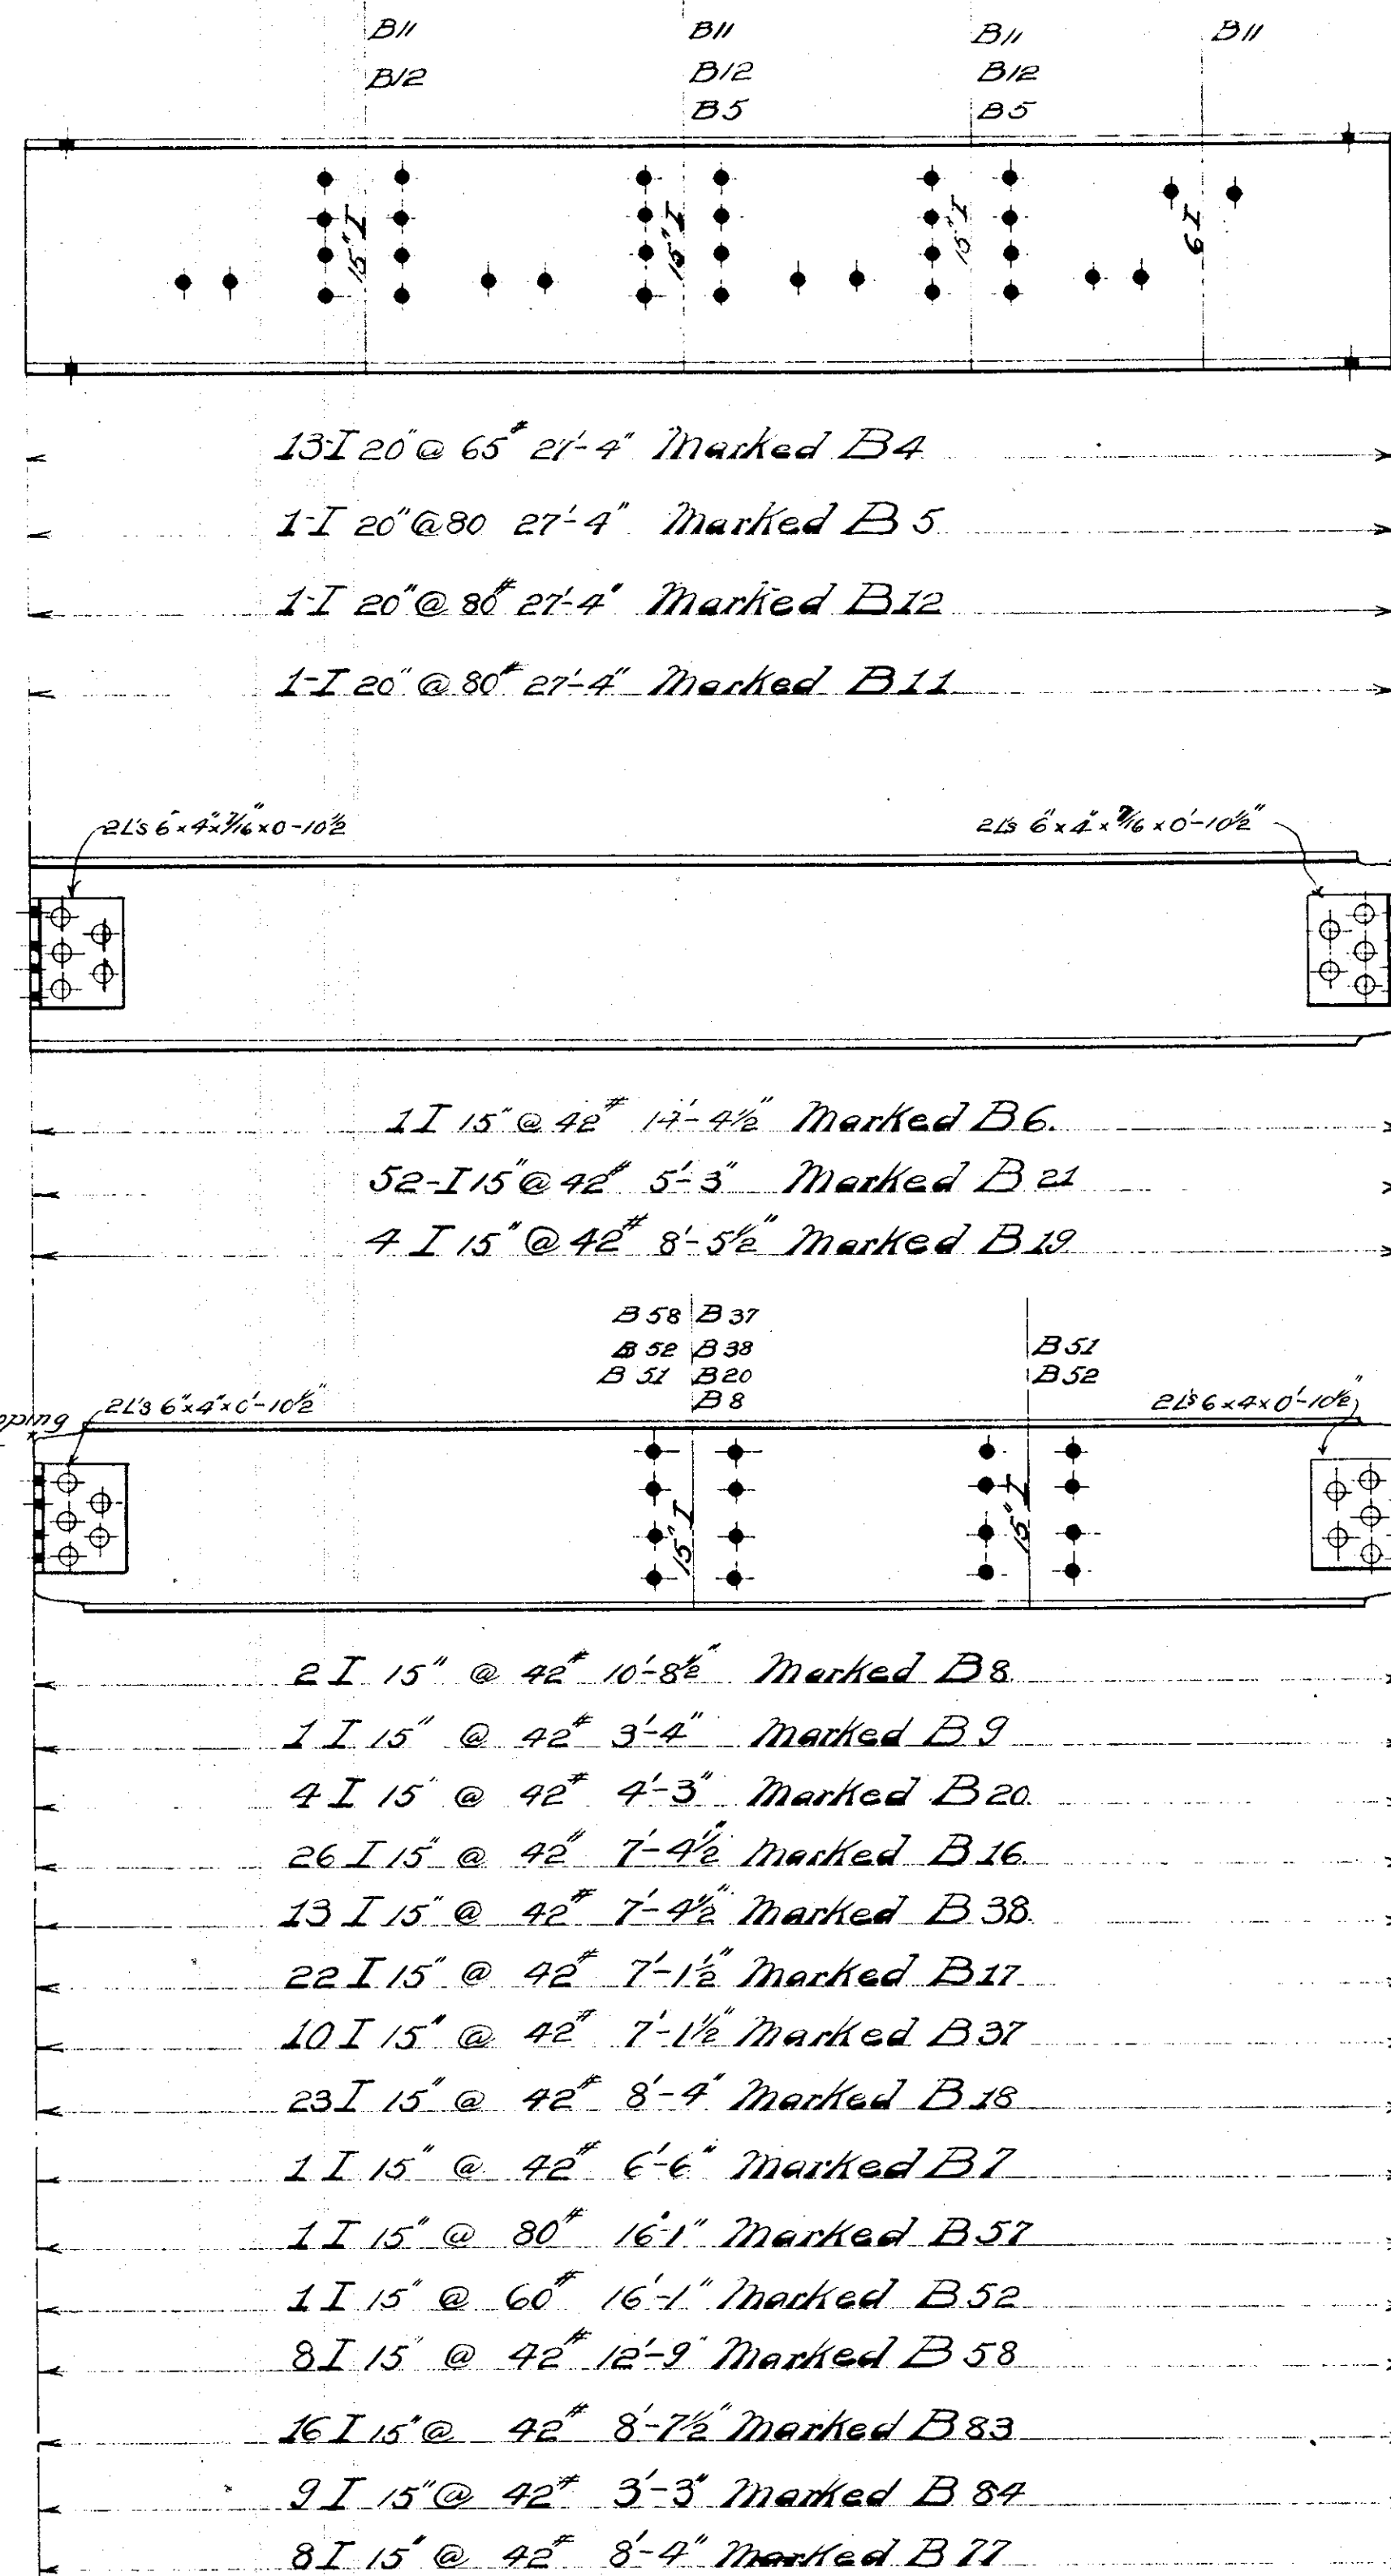 B11 B11 B11 B11
B12 B12 B12
B5 B5
15" I 15" I 15" I 6 I
13-I 20" @ 65# 27'-4" Marked B4
1-I 20" @ 80 27'-4" Marked B5
1-I 20" @ 80# 27'-4" Marked B12
1-I 20" @ 80# 27'-4" Marked B11
2L's 6"x4"x7/16"x0-10½ 2L's 6"x4"x7/16x0'-10½"
1 I 15" @ 42# 14'-4½" Marked B6.
52-I 15" @ 42# 5'-3" Marked B21
4 I 15" @ 42# 8'-5½" Marked B19
B58 B37
B52 B38 B51
B51 B20 B52
B8
2L's 6"x4"x0'-10½" 2L's 6x4x0'-10½"
15" I 15" I
2 I 15" @ 42# 10'-8½" Marked B8
1 I 15" @ 42# 3'-4" Marked B9
4 I 15" @ 42# 4'-3" Marked B20
26 I 15" @ 42# 7'-4½" Marked B16
13 I 15" @ 42# 7'-4½" Marked B38
22 I 15" @ 42# 7'-1½" Marked B17
10 I 15" @ 42# 7'-1½" Marked B37
23 I 15" @ 42# 8'-4" Marked B18
1 I 15" @ 42# 6'-6" Marked B7
1 I 15" @ 80# 16'-1" Marked B57
1 I 15" @ 60# 16'-1" Marked B52
8 I 15" @ 42# 12'-9" Marked B58
16 I 15" @ 42# 8'-7½" Marked B83
9 I 15" @ 42# 3'-3" Marked B84
8 I 15" @ 42# 8'-4" Marked B77